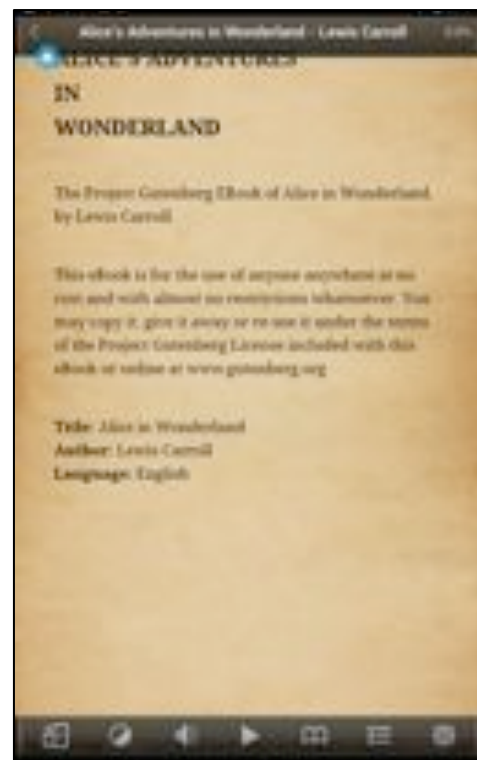 Alice's Adventures in Wonderland - Lewis Carroll
ALICE'S ADVENTURES
IN
WONDERLAND
The Project Gutenberg EBook of Alice in Wonderland,
by Lewis Carroll
This eBook is for the use of anyone anywhere at no
cost and with almost no restrictions whatsoever. You
may copy it, give it away or re-use it under the terms
of the Project Gutenberg License included with this
eBook or online at www.gutenberg.org
Title: Alice in Wonderland
Author: Lewis Carroll
Language: English